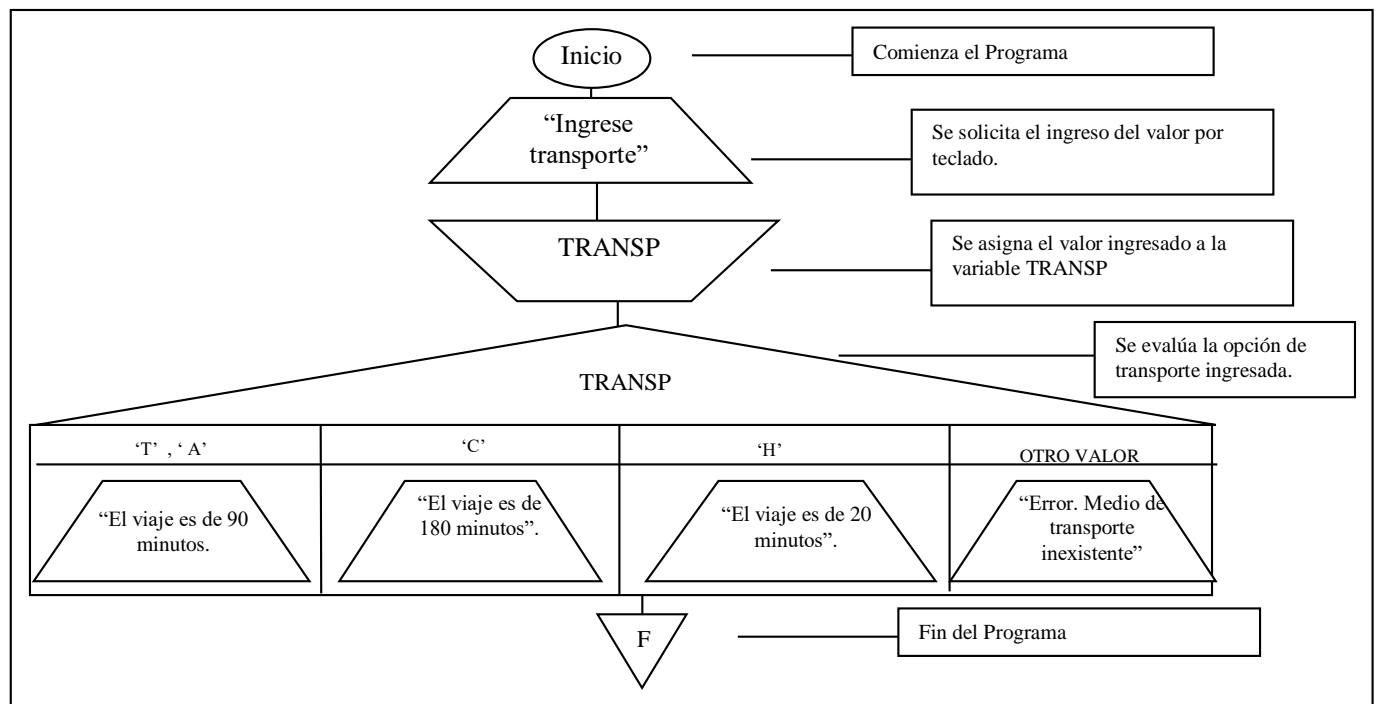 Inicio
Comienza el Programa
“Ingrese
transporte”
Se solicita el ingreso del valor por
teclado.
TRANSP
Se asigna el valor ingresado a la
variable TRANSP
Se evalúa la opción de
transporte ingresada.
TRANSP
‘T’ , ‘ A’
‘C’
‘H’
OTRO VALOR
“El viaje es de 90
minutos.
“El viaje es de
180 minutos”.
“El viaje es de 20
minutos”.
“Error. Medio de
transporte
inexistente”
F
Fin del Programa